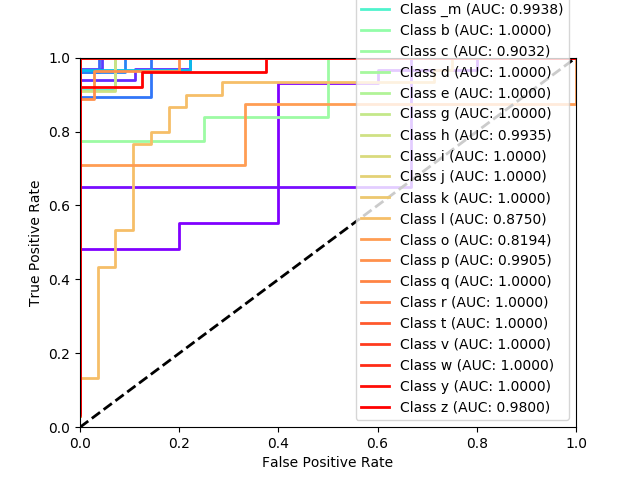 Class _m (AUC: 0.9938)
Class b (AUC: 1.0000)
Class c (AUC: 0.9032)
Class d (AUC: 1.0000)
Class e (AUC: 1.0000)
Class g (AUC: 1.0000)
Class h (AUC: 0.9935)
Class i (AUC: 1.0000)
Class j (AUC: 1.0000)
Class k (AUC: 1.0000)
Class l (AUC: 0.8750)
Class o (AUC: 0.8194)
Class p (AUC: 0.9905)
Class q (AUC: 1.0000)
Class r (AUC: 1.0000)
Class t (AUC: 1.0000)
Class v (AUC: 1.0000)
Class w (AUC: 1.0000)
Class y (AUC: 1.0000)
Class z (AUC: 0.9800)
True Positive Rate
1.0
0.8
0.6
0.4
0.2
0.0
0.0 0.2 0.4 0.6 0.8 1.0
False Positive Rate